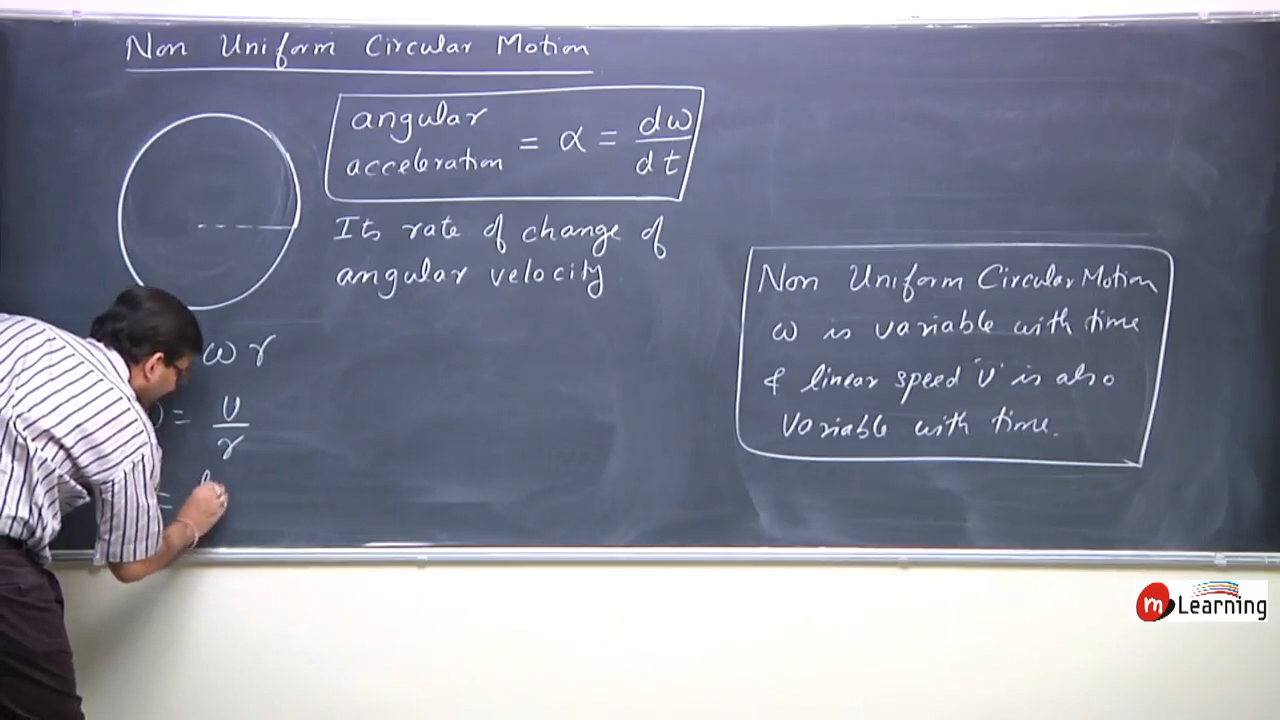 Non Uniform Circular Motion
angular acceleration = α = dω/dt
Its rate of change of
angular velocity
ω r
= v/r
=
Non Uniform Circular Motion
ω is variable with time
& linear speed 'v' is also
variable with time.
m Learning